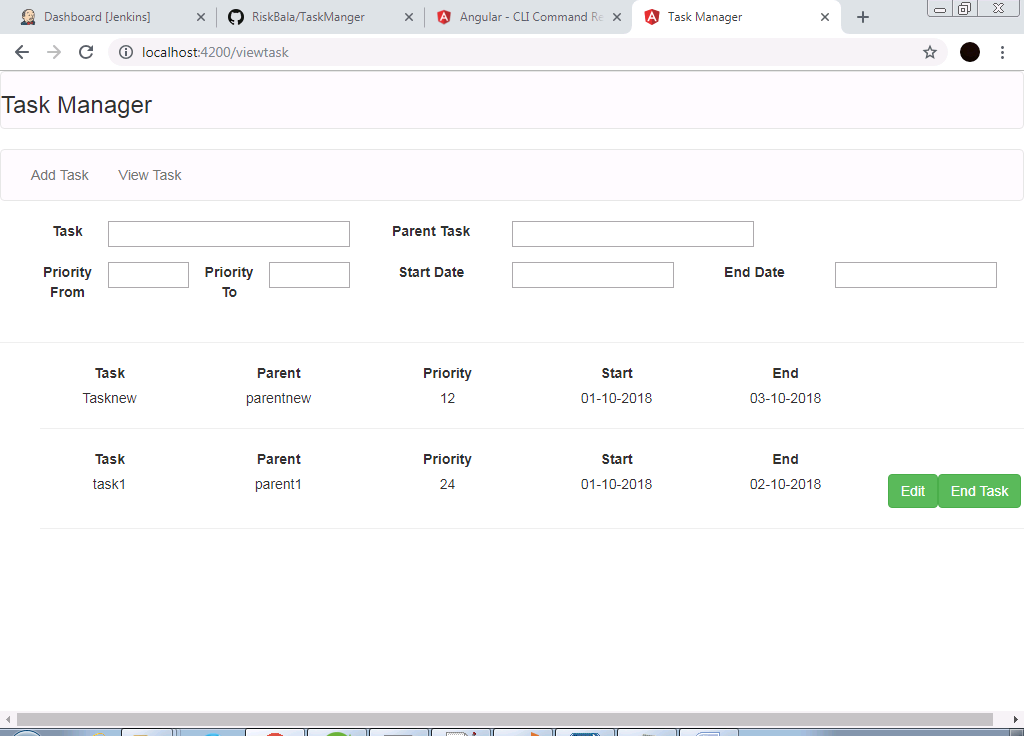 Dashboard [Jenkins] RiskBala/TaskManger Angular - CLI Command Re Task Manager
localhost:4200/viewtask
Task Manager
Add Task View Task
Task Parent Task
Priority From Priority To Start Date End Date
Task Parent Priority Start End
Tasknew parentnew 12 01-10-2018 03-10-2018
Task Parent Priority Start End
task1 parent1 24 01-10-2018 02-10-2018
Edit End Task